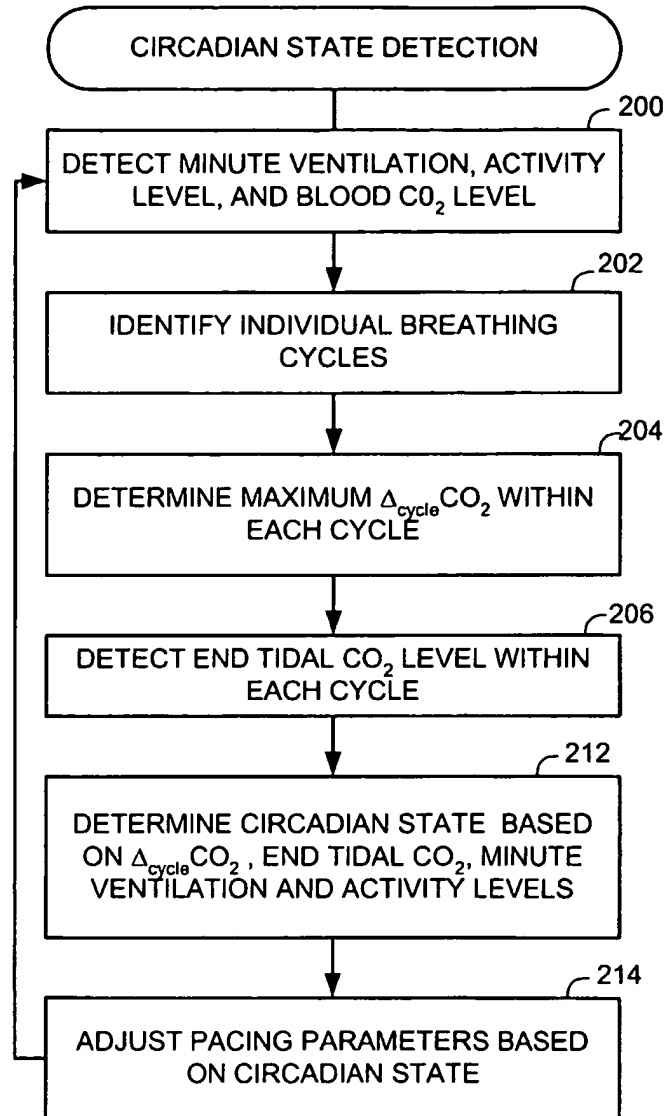 CIRCADIAN STATE DETECTION
200
DETECT MINUTE VENTILATION, ACTIVITY
LEVEL, AND BLOOD C0₂ LEVEL
202
IDENTIFY INDIVIDUAL BREATHING
CYCLES
204
DETERMINE MAXIMUM Δcycle CO₂ WITHIN
EACH CYCLE
206
DETECT END TIDAL CO₂ LEVEL WITHIN
EACH CYCLE
212
DETERMINE CIRCADIAN STATE BASED
ON Δcycle CO₂ , END TIDAL CO₂, MINUTE
VENTILATION AND ACTIVITY LEVELS
214
ADJUST PACING PARAMETERS BASED
ON CIRCADIAN STATE